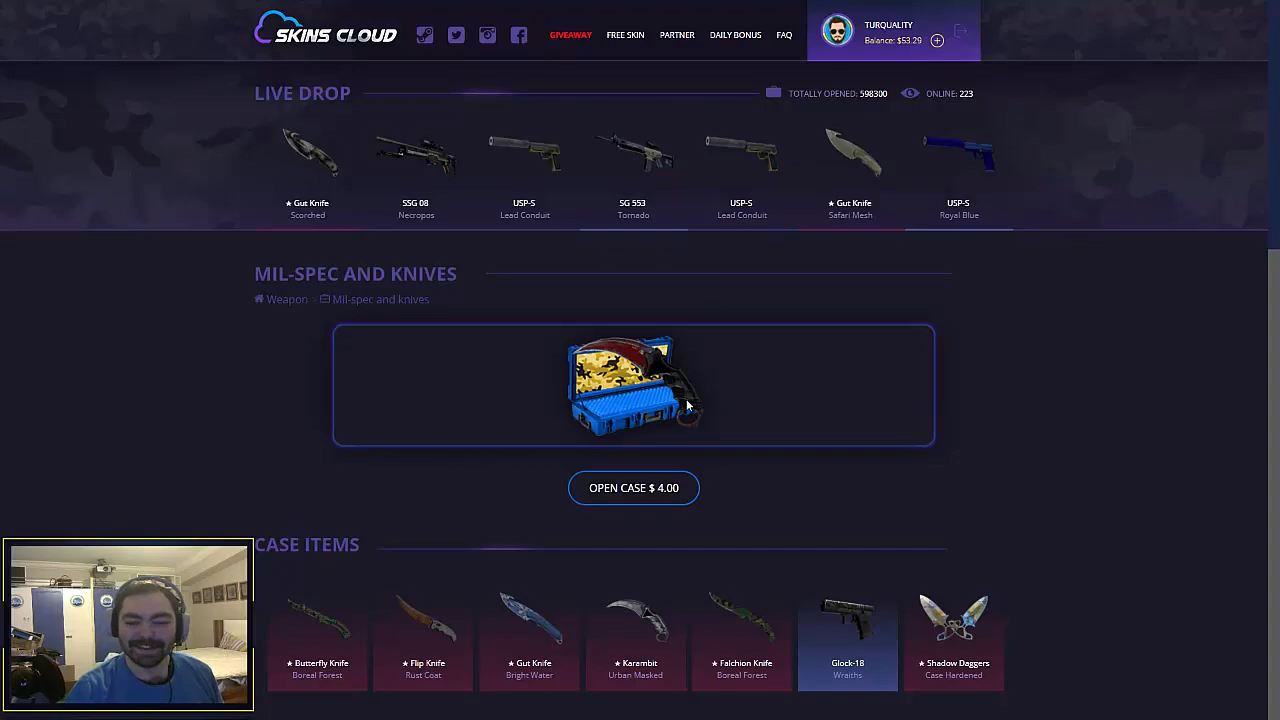 SKINS CLOUD
GIVEAWAY FREE SKIN PARTNER DAILY BONUS FAQ
TURQUALITY
Balance: $53.29
LIVE DROP
TOTALLY OPENED: 598300 ONLINE: 223
★ Gut Knife SSG 08 USP-S SG 553 USP-S ★ Gut Knife USP-S
Scorched Necropos Lead Conduit Tornado Lead Conduit Safari Mesh Royal Blue
MIL-SPEC AND KNIVES
Weapon > Mil-spec and knives
OPEN CASE $ 4.00
CASE ITEMS
★ Butterfly Knife ★ Flip Knife ★ Gut Knife ★ Karambit ★ Falchion Knife Glock-18 ★ Shadow Daggers
Boreal Forest Rust Coat Bright Water Urban Masked Boreal Forest Wraiths Case Hardened